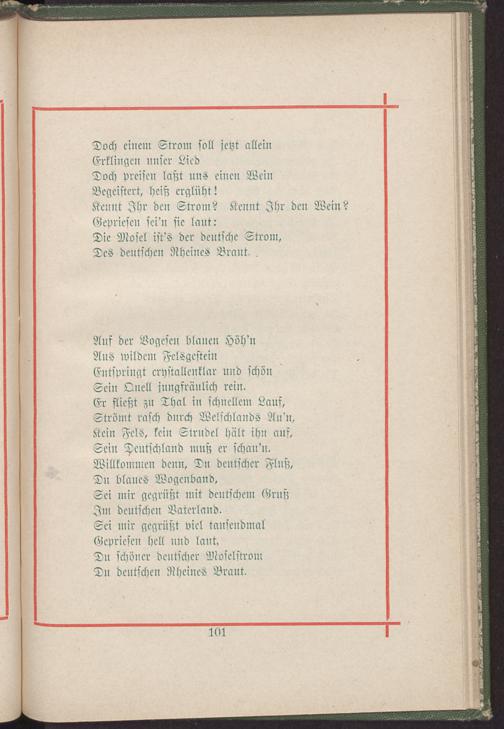 Doch einem Strom soll jetzt allein
Erklingen unser Lied
Doch preisen laßt uns einen Wein
Begeistert, heiß erglüht!
Kennt Ihr den Strom? Kennt Ihr den Wein?
Gepriesen sei'n sie laut:
Die Mosel ist's der deutsche Strom,
Des deutschen Rheines Braut.
Auf der Vogesen blauen Höh'n
Aus wildem Felsgestein
Entspringt crystallenklar und schön
Sein Quell jungfräulich rein.
Er fließt zu Thal in schnellem Lauf,
Strömt rasch durch Welschlands Au'n,
Kein Fels, kein Strudel hält ihn auf,
Sein Deutschland muß er schau'n.
Willkommen denn, Du deutscher Fluß,
Du blaues Wogenband,
Sei mir gegrüßt mit deutschem Gruß
Im deutschen Vaterland.
Sei mir gegrüßt viel tausendmal
Gepriesen hell und laut,
Du schöner deutscher Moselstrom
Du deutschen Rheines Braut.
101